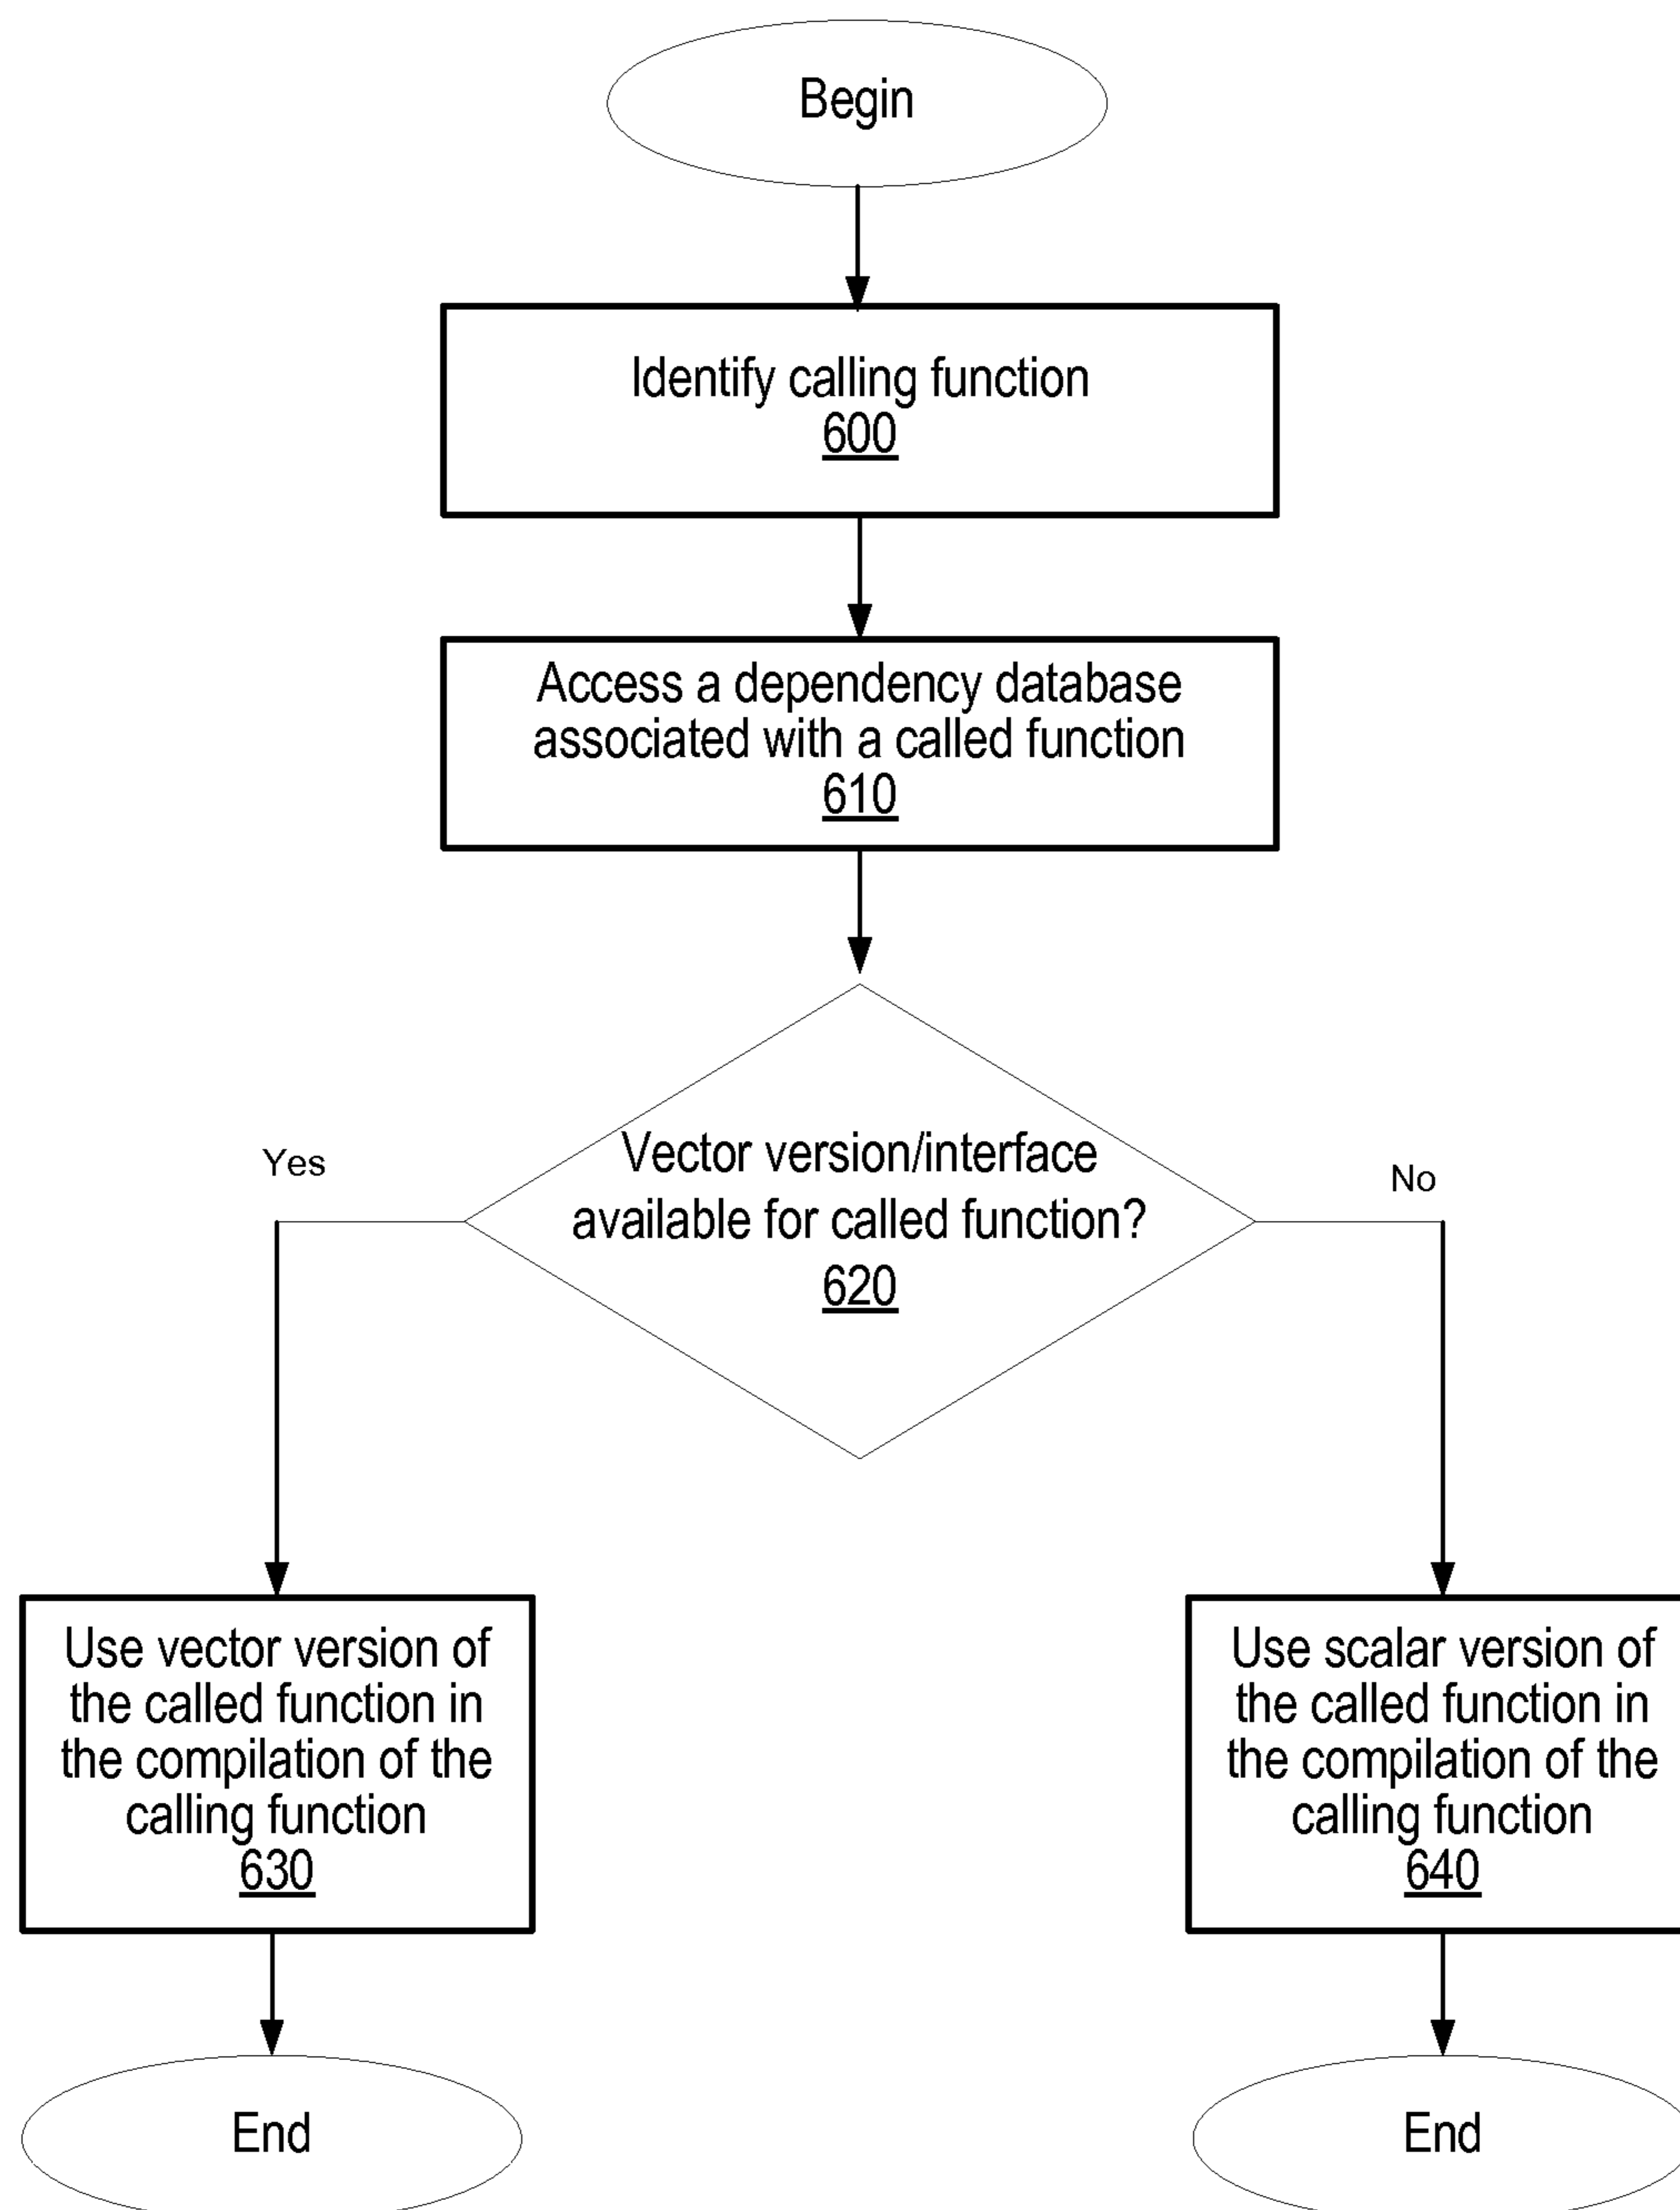 Begin
Identify calling function
600
Access a dependency database
associated with a called function
610
Vector version/interface
available for called function?
620
Yes
No
Use vector version of
the called function in
the compilation of the
calling function
630
Use scalar version of
the called function in
the compilation of the
calling function
640
End
End